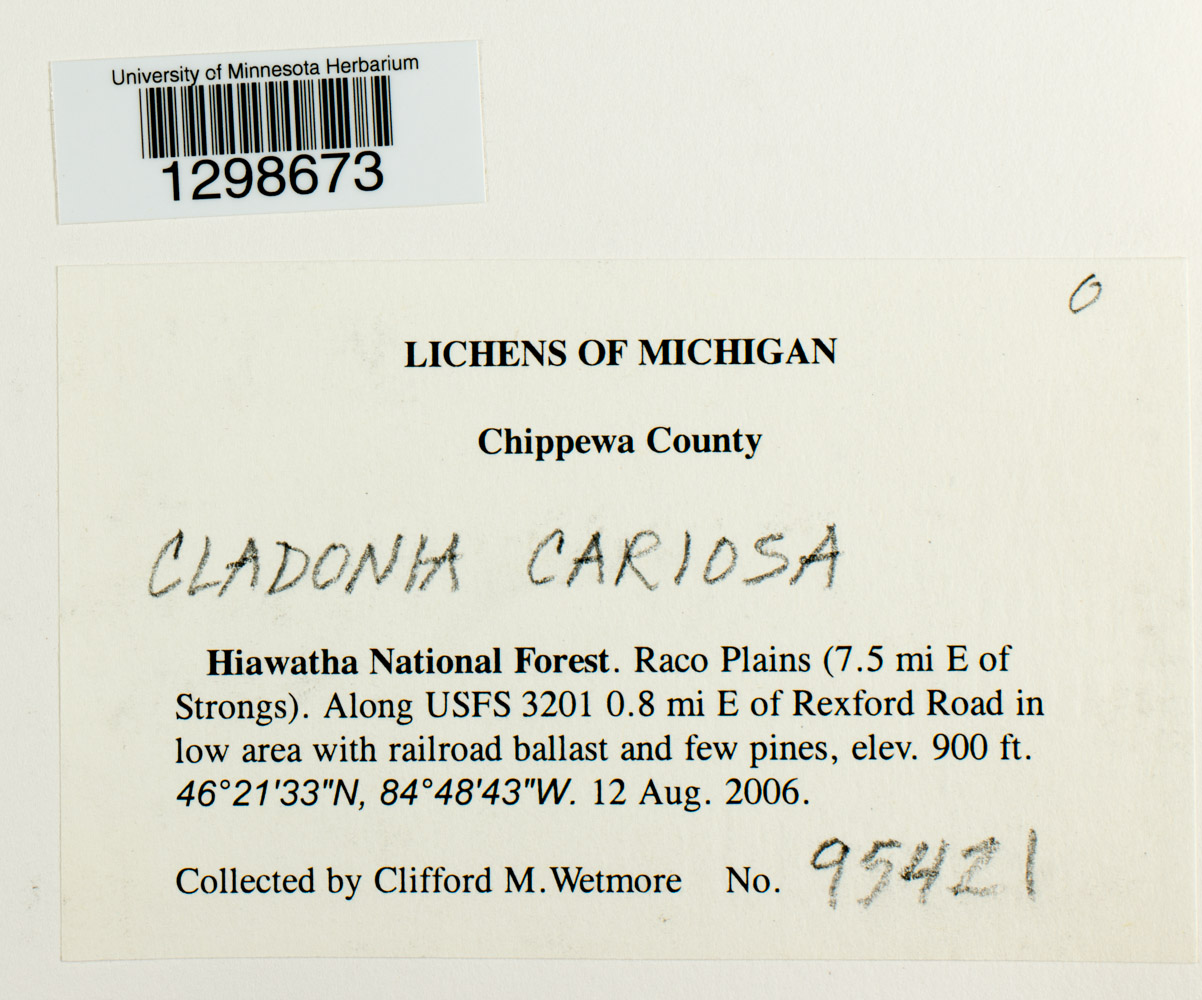 University of Minnesota Herbarium
1298673
O
LICHENS OF MICHIGAN
Chippewa County
CLADONIA CARIOSA
Hiawatha National Forest. Raco Plains (7.5 mi E of
Strongs). Along USFS 3201 0.8 mi E of Rexford Road in
low area with railroad ballast and few pines, elev. 900 ft.
46°21'33"N, 84°48'43"W. 12 Aug. 2006.
Collected by Clifford M.Wetmore No. 95421